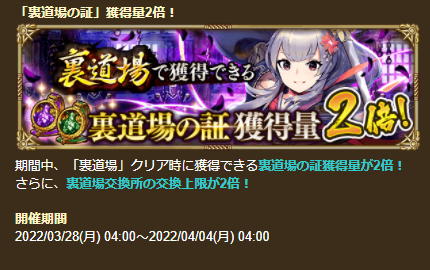 「裏道場の証」獲得量2倍！
裏道場で獲得できる
裏道場の証獲得量2倍!
期間中、「裏道場」クリア時に獲得できる裏道場の証獲得量が2倍！
さらに、裏道場交換所の交換上限が2倍！
開催期間
2022/03/28(月) 04:00～2022/04/04(月) 04:00